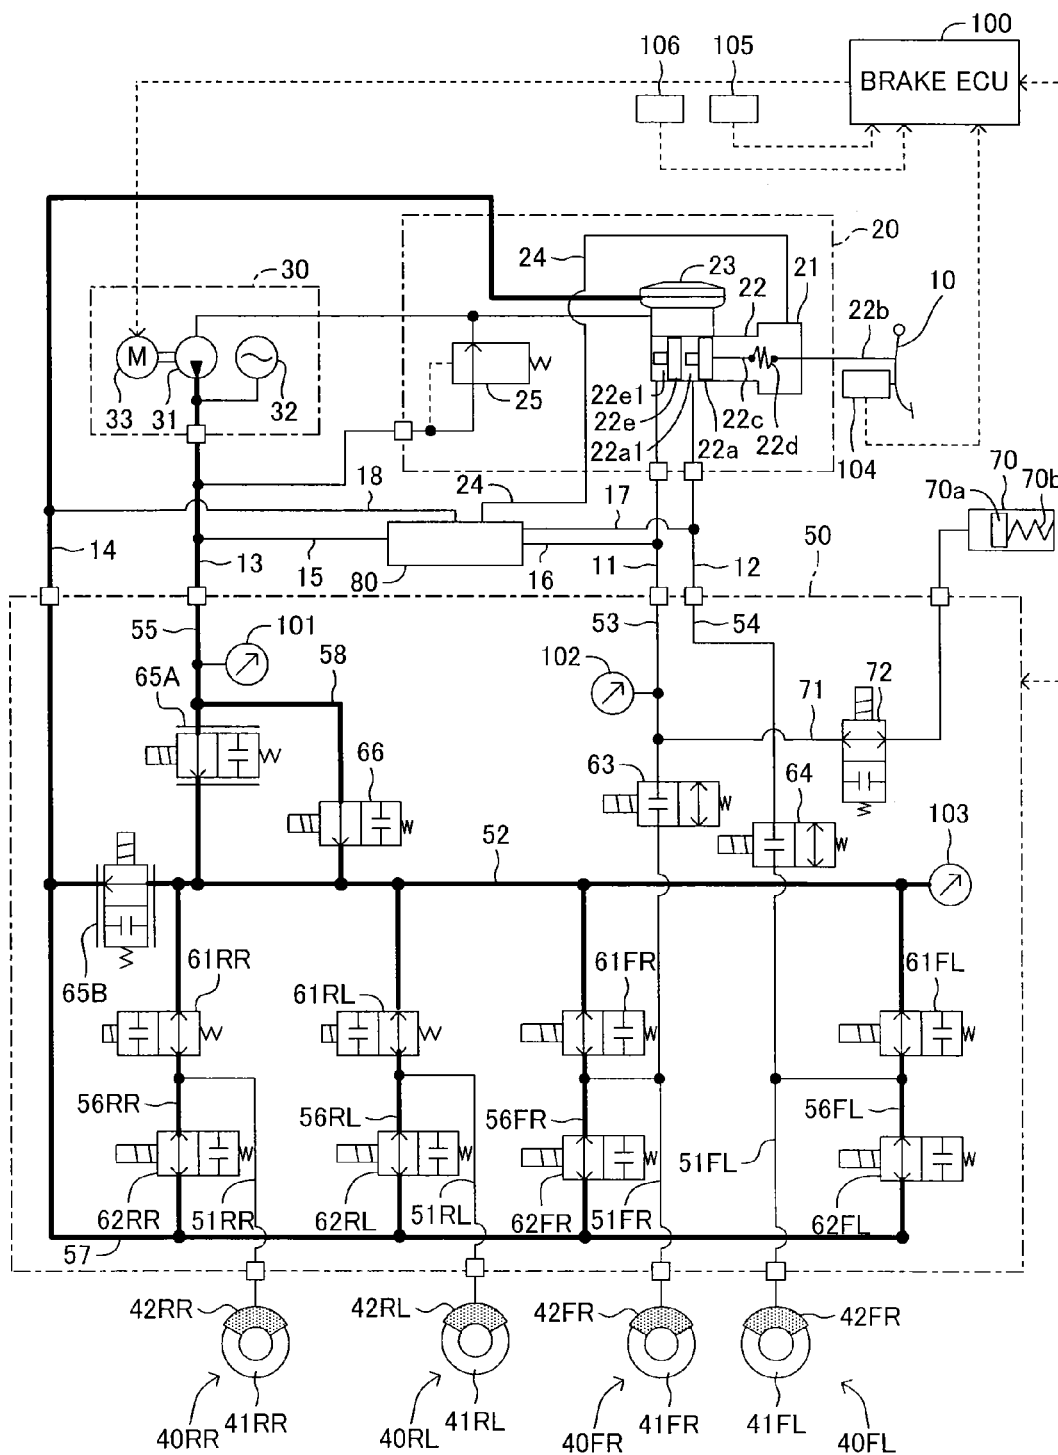 100
106
105
BRAKE ECU
20
24
23
21
10
30
22
22b
M
25
22e1
33
31
32
22e
22c
22a1
22a
22d
104
70
70b
70a
18
24
17
50
14
13
15
80
16
11
12
55
101
53
54
58
102
65A
71
72
66
63
64
103
52
65B
61RR
61RL
61FR
61FL
56RR
56RL
56FR
56FL
51FL
62RR
51RR
62RL
51RL
62FR
51FR
62FL
57
42RR
42RL
42FR
42FR
41RR
41RL
41FR
41FL
40RR
40RL
40FR
40FL